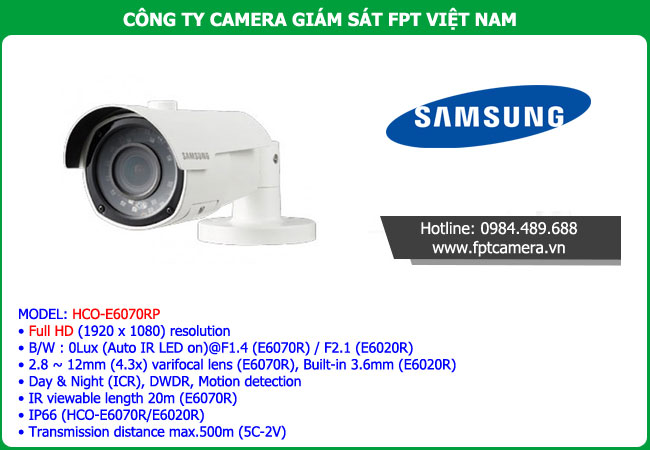 CÔNG TY CAMERA GIÁM SÁT FPT VIỆT NAM
SAMSUNG
SAMSUNG
Hotline: 0984.489.688
www.fptcamera.vn
MODEL: HCO-E6070RP
• Full HD (1920 x 1080) resolution
• B/W : 0Lux (Auto IR LED on)@F1.4 (E6070R) / F2.1 (E6020R)
• 2.8 ~ 12mm (4.3x) varifocal lens (E6070R), Built-in 3.6mm (E6020R)
• Day & Night (ICR), DWDR, Motion detection
• IR viewable length 20m (E6070R)
• IP66 (HCO-E6070R/E6020R)
• Transmission distance max.500m (5C-2V)